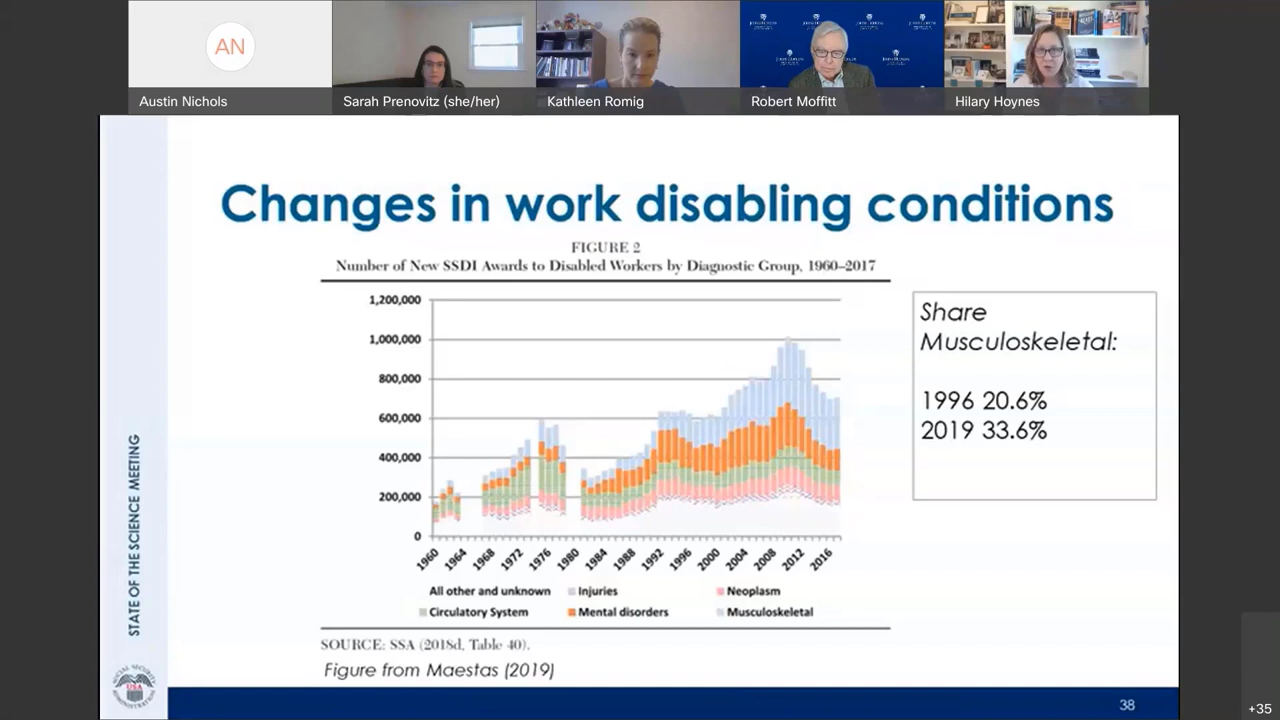 AN
Austin Nichols
Sarah Prenovitz (she/her)
Kathleen Romig
Robert Moffitt
Hilary Hoynes
Changes in work disabling conditions
FIGURE 2
Number of New SSDI Awards to Disabled Workers by Diagnostic Group, 1960–2017
1,200,000
1,000,000
800,000
600,000
400,000
200,000
0
1960 1964 1968 1972 1976 1980 1984 1988 1992 1996 2000 2004 2008 2012 2016
All other and unknown Injuries Neoplasm
Circulatory System Mental disorders Musculoskeletal
SOURCE: SSA (2018d, Table 40).
Figure from Maestas (2019)
Share
Musculoskeletal:
1996 20.6%
2019 33.6%
STATE OF THE SCIENCE MEETING
USA
38
+35